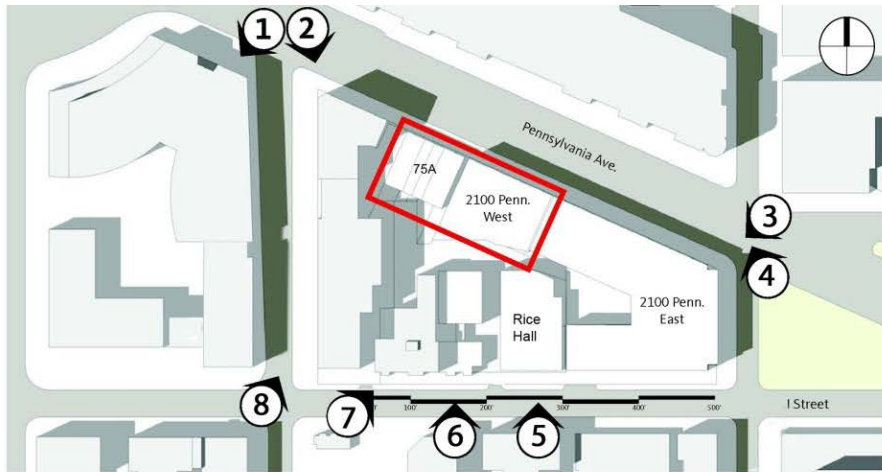 1
2
Pennsylvania Ave.
75A
2100 Penn.
West
3
4
2100 Penn.
East
Rice
Hall
8
7
0'
100'
200'
300'
400'
500'
I Street
6
5